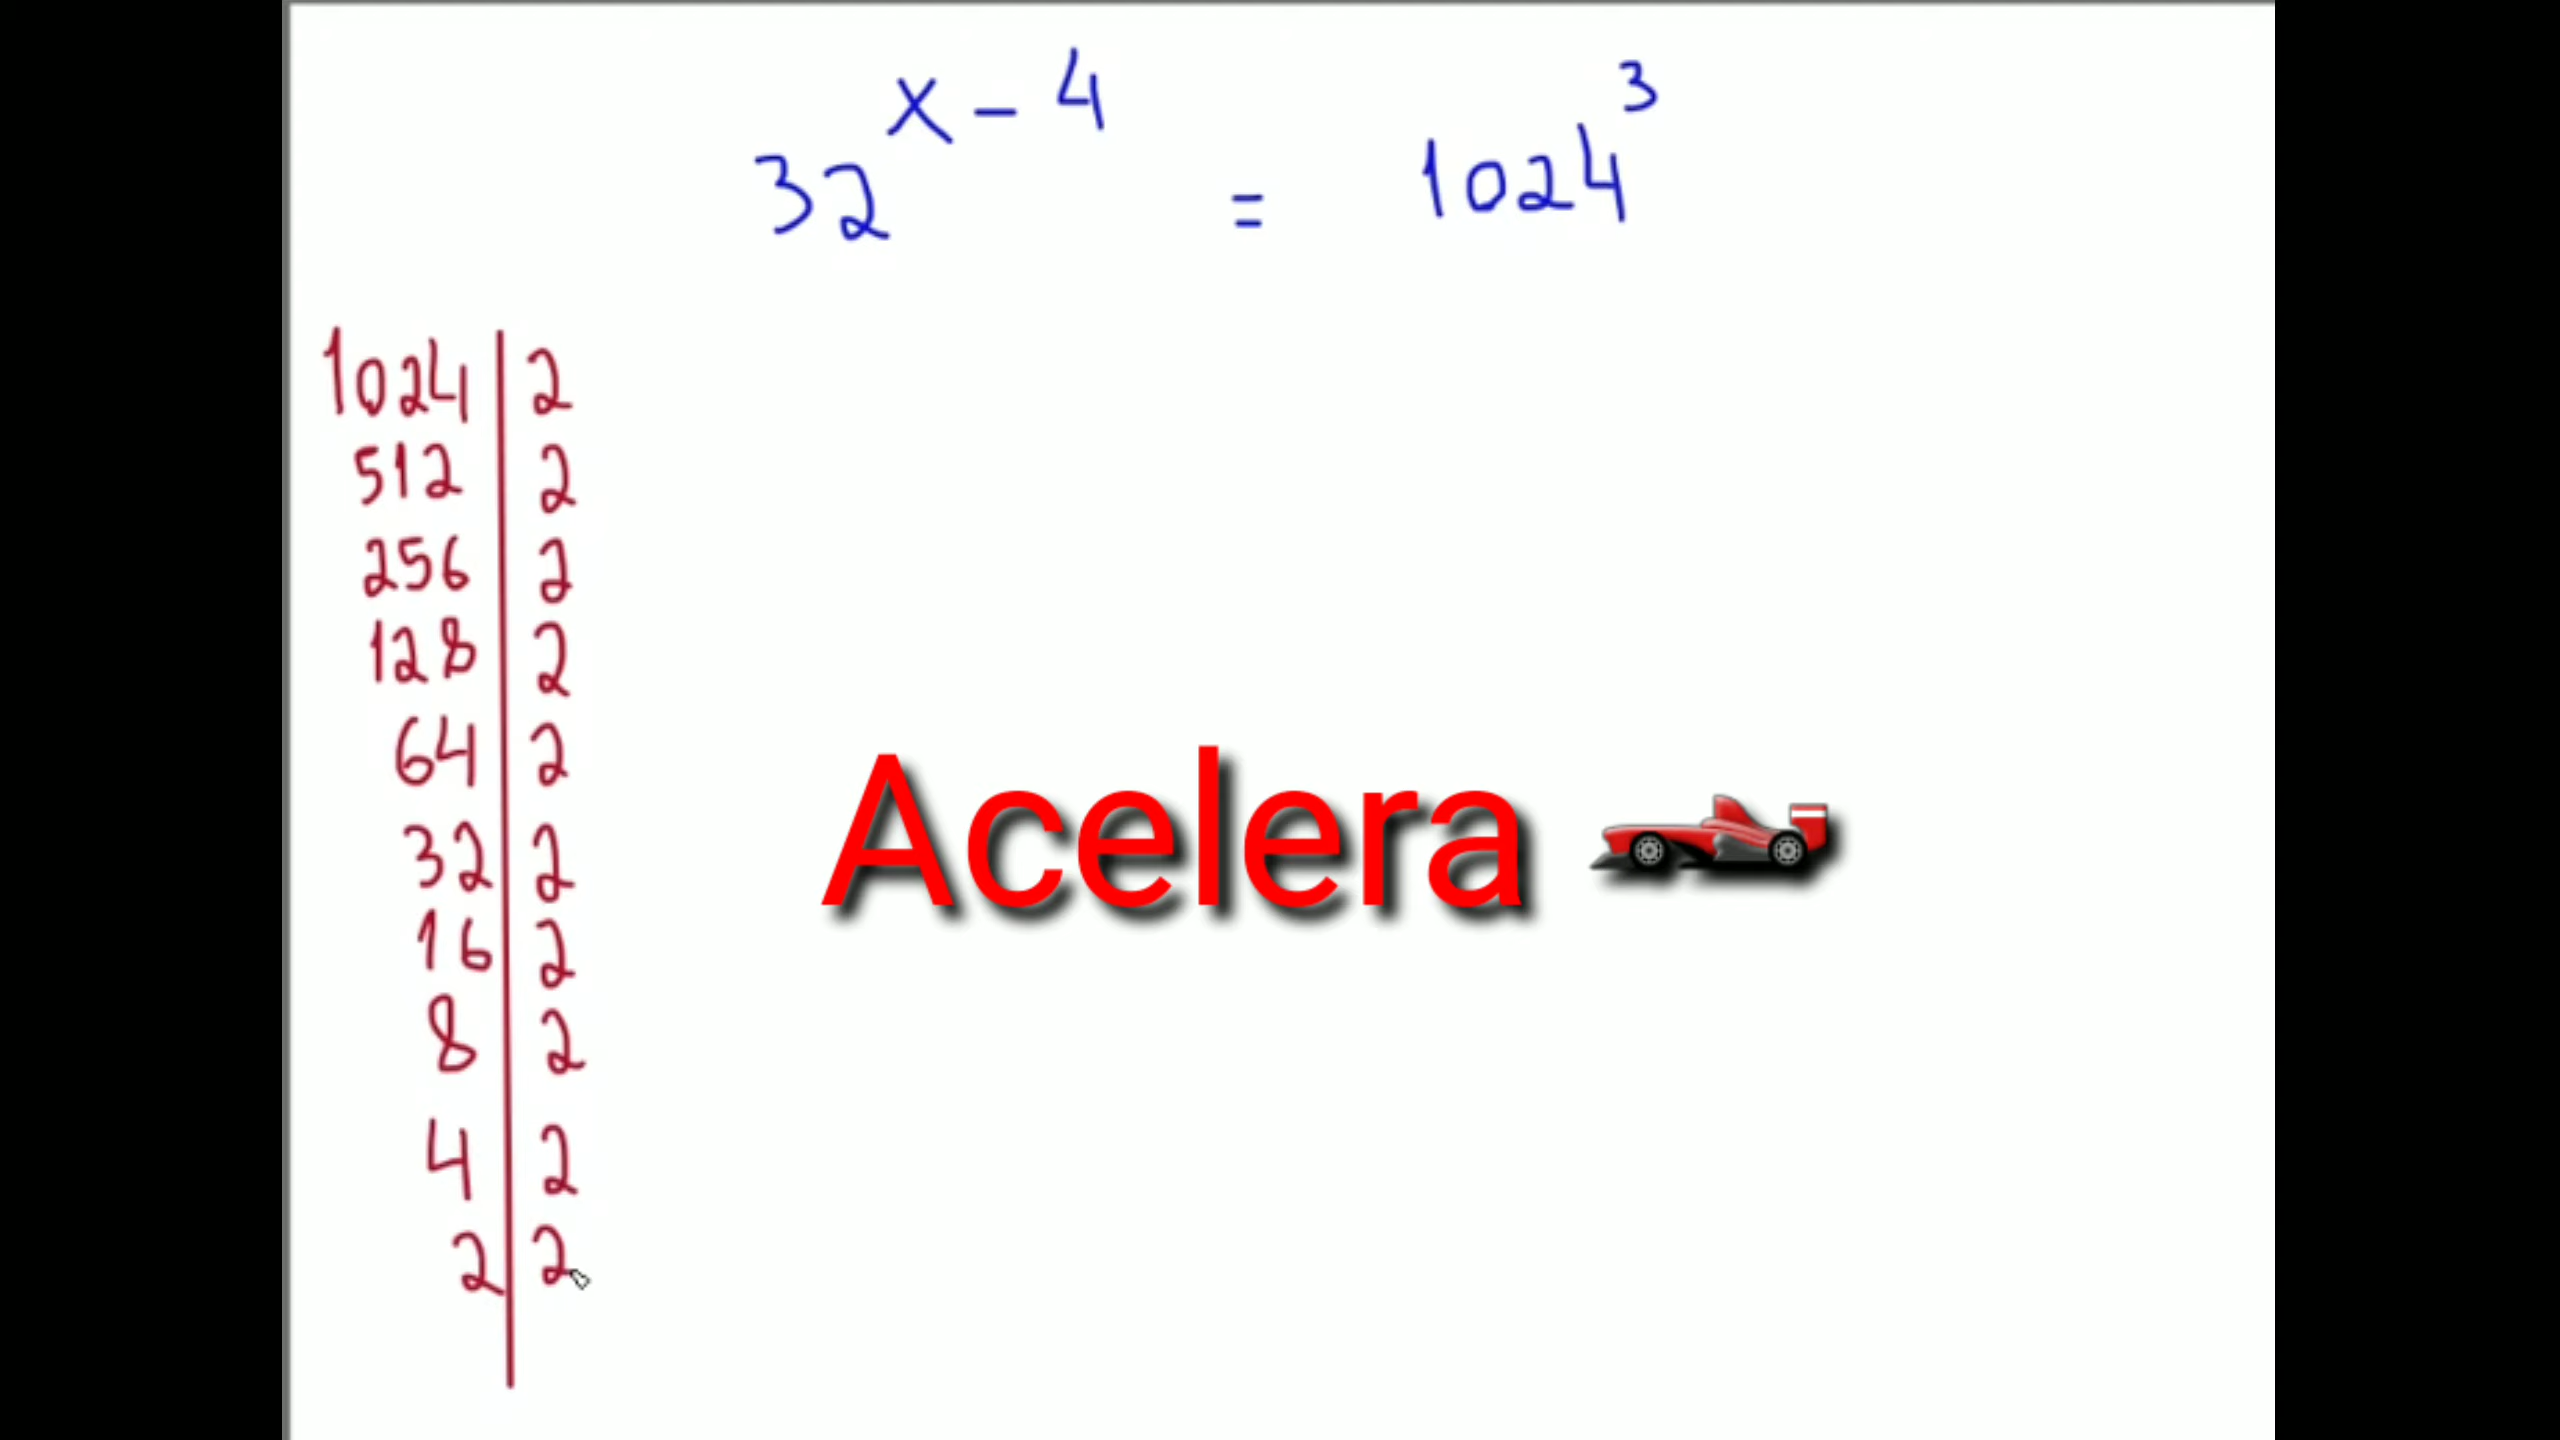 32^(x-4) = 1024^3
1024 | 2
512 | 2
256 | 2
128 | 2
64 | 2
32 | 2
16 | 2
8 | 2
4 | 2
2 | 2
Acelera